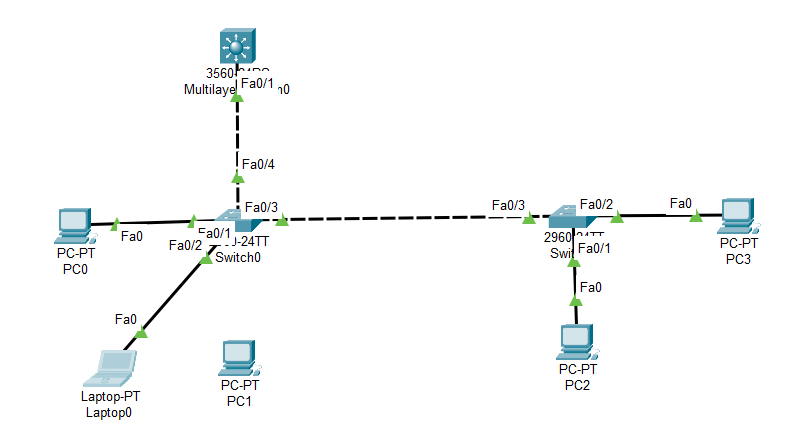 Fa0/1
n0
Fa0/4
Fa0/3
Fa0/1
Fa0/2
-24TT
Switch0
Fa0
PC-PT
PC0
Fa0
Laptop-PT
Laptop0
PC-PT
PC1
Fa0/3
Fa0/2
Fa0
2960
Fa0/1
Fa0
PC-PT
PC2
PC-PT
PC3